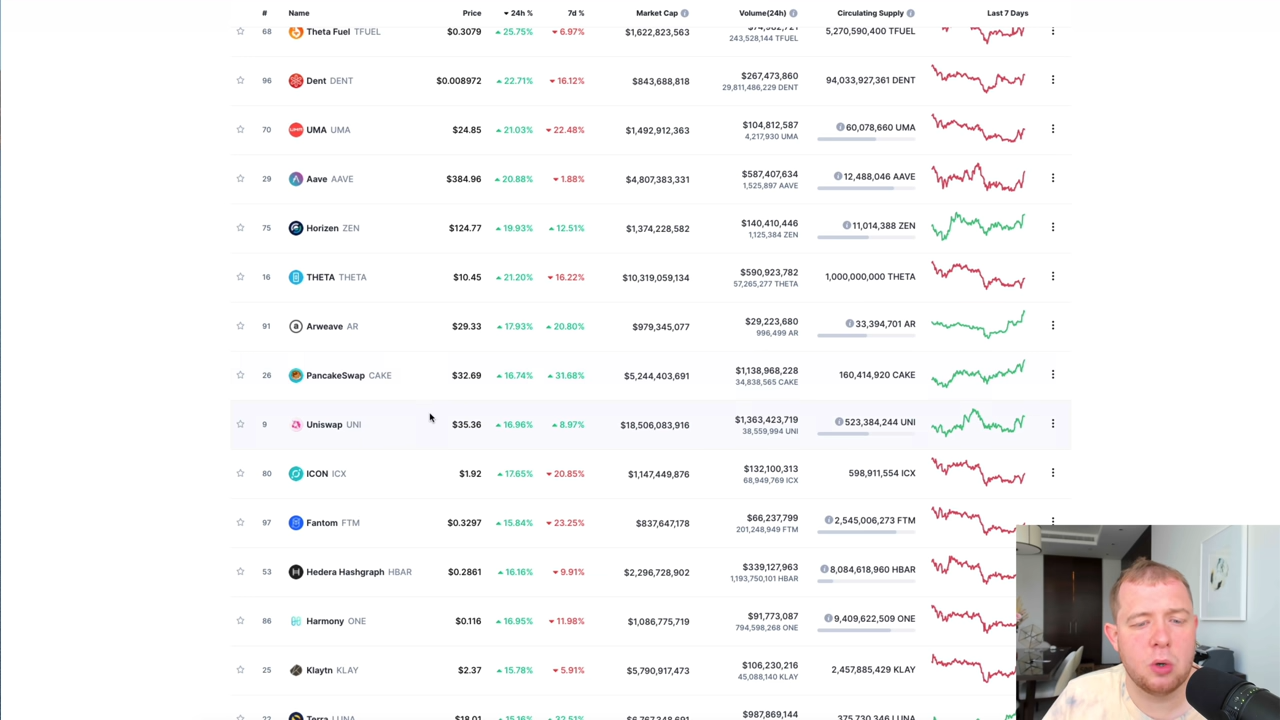 # Name Price 24h % 7d % Market Cap Volume(24h) Circulating Supply Last 7 Days
68 Theta Fuel TFUEL $0.3079 25.75% 6.97% $1,622,823,563 5,270,590,400 TFUEL
243,528,144 TFUEL
96 Dent DENT $0.008972 22.71% 16.12% $843,688,818 $267,473,860 94,033,927,361 DENT
29,811,486,229 DENT
70 UMA UMA $24.85 21.03% 22.48% $1,492,912,363 $104,812,587 60,078,660 UMA
4,217,930 UMA
29 Aave AAVE $384.96 20.88% 1.88% $4,807,383,331 $587,407,634 12,488,046 AAVE
1,525,897 AAVE
75 Horizen ZEN $124.77 19.93% 12.51% $1,374,228,582 $140,410,446 11,014,388 ZEN
1,125,384 ZEN
16 THETA THETA $10.45 21.20% 16.22% $10,319,059,134 $590,923,782 1,000,000,000 THETA
57,265,277 THETA
91 Arweave AR $29.33 17.93% 20.80% $979,345,077 $29,223,680 33,394,701 AR
996,499 AR
26 PancakeSwap CAKE $32.69 16.74% 31.68% $5,244,403,691 $1,138,968,228 160,414,920 CAKE
34,838,565 CAKE
9 Uniswap UNI $35.36 16.96% 8.97% $18,506,083,916 $1,363,423,719 523,384,244 UNI
38,559,994 UNI
80 ICON ICX $1.92 17.65% 20.85% $1,147,449,876 $132,100,313 598,911,554 ICX
68,949,769 ICX
97 Fantom FTM $0.3297 15.84% 23.25% $837,647,178 $66,237,799 2,545,006,273 FTM
201,248,949 FTM
53 Hedera Hashgraph HBAR $0.2861 16.16% 9.91% $2,296,728,902 $339,127,963 8,084,618,960 HBAR
1,193,750,101 HBAR
86 Harmony ONE $0.116 16.95% 11.98% $1,086,775,719 $91,773,087 9,409,622,509 ONE
794,598,268 ONE
25 Klaytn KLAY $2.37 15.78% 5.91% $5,790,917,473 $106,230,216 2,457,885,429 KLAY
45,088,140 KLAY
Terra LUNA $18.01 15.16% 32.51% $987,869,144 375,730,346 LUNA